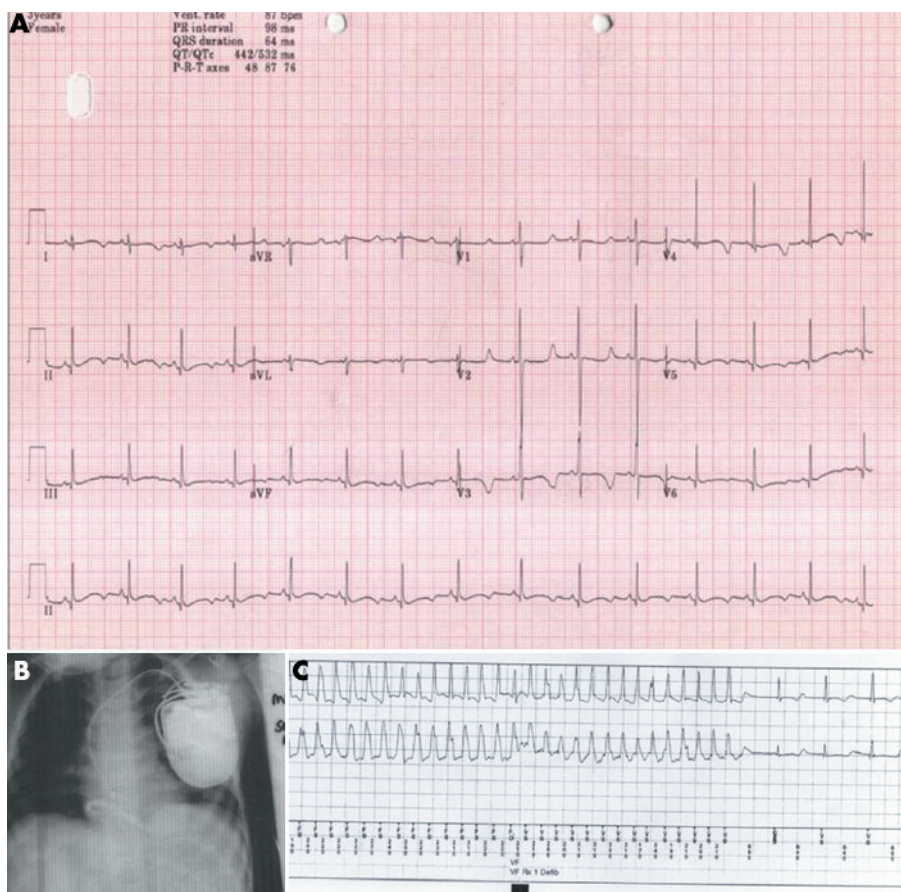 A
3years
Female
Vent. rate 87 bpm
PR interval 98 ms
QRS duration 64 ms
QT/QTc 442/532 ms
P-R-T axes 48 87 76
I aVR V1 V4
II aVL V2 V5
III aVF V3 V6
II
B
C
VF
VF Rx 1 Defib